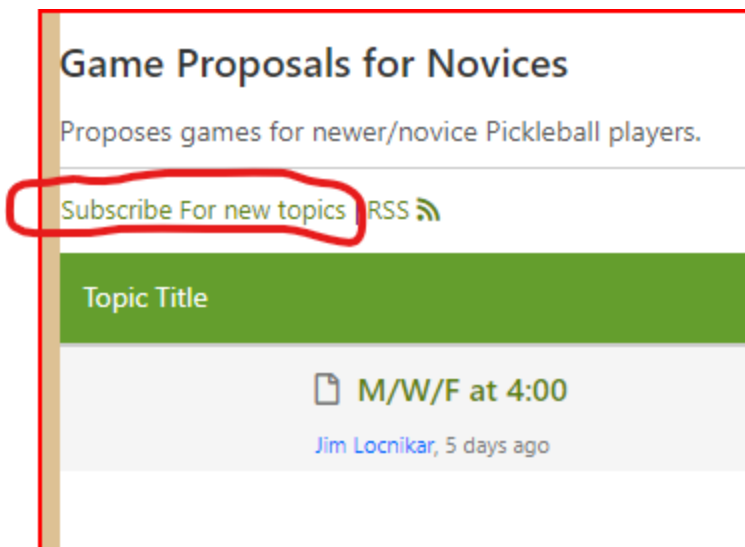 Game Proposals for Novices
Proposes games for newer/novice Pickleball players.
Subscribe For new topics | RSS
Topic Title
M/W/F at 4:00
Jim Locnikar, 5 days ago